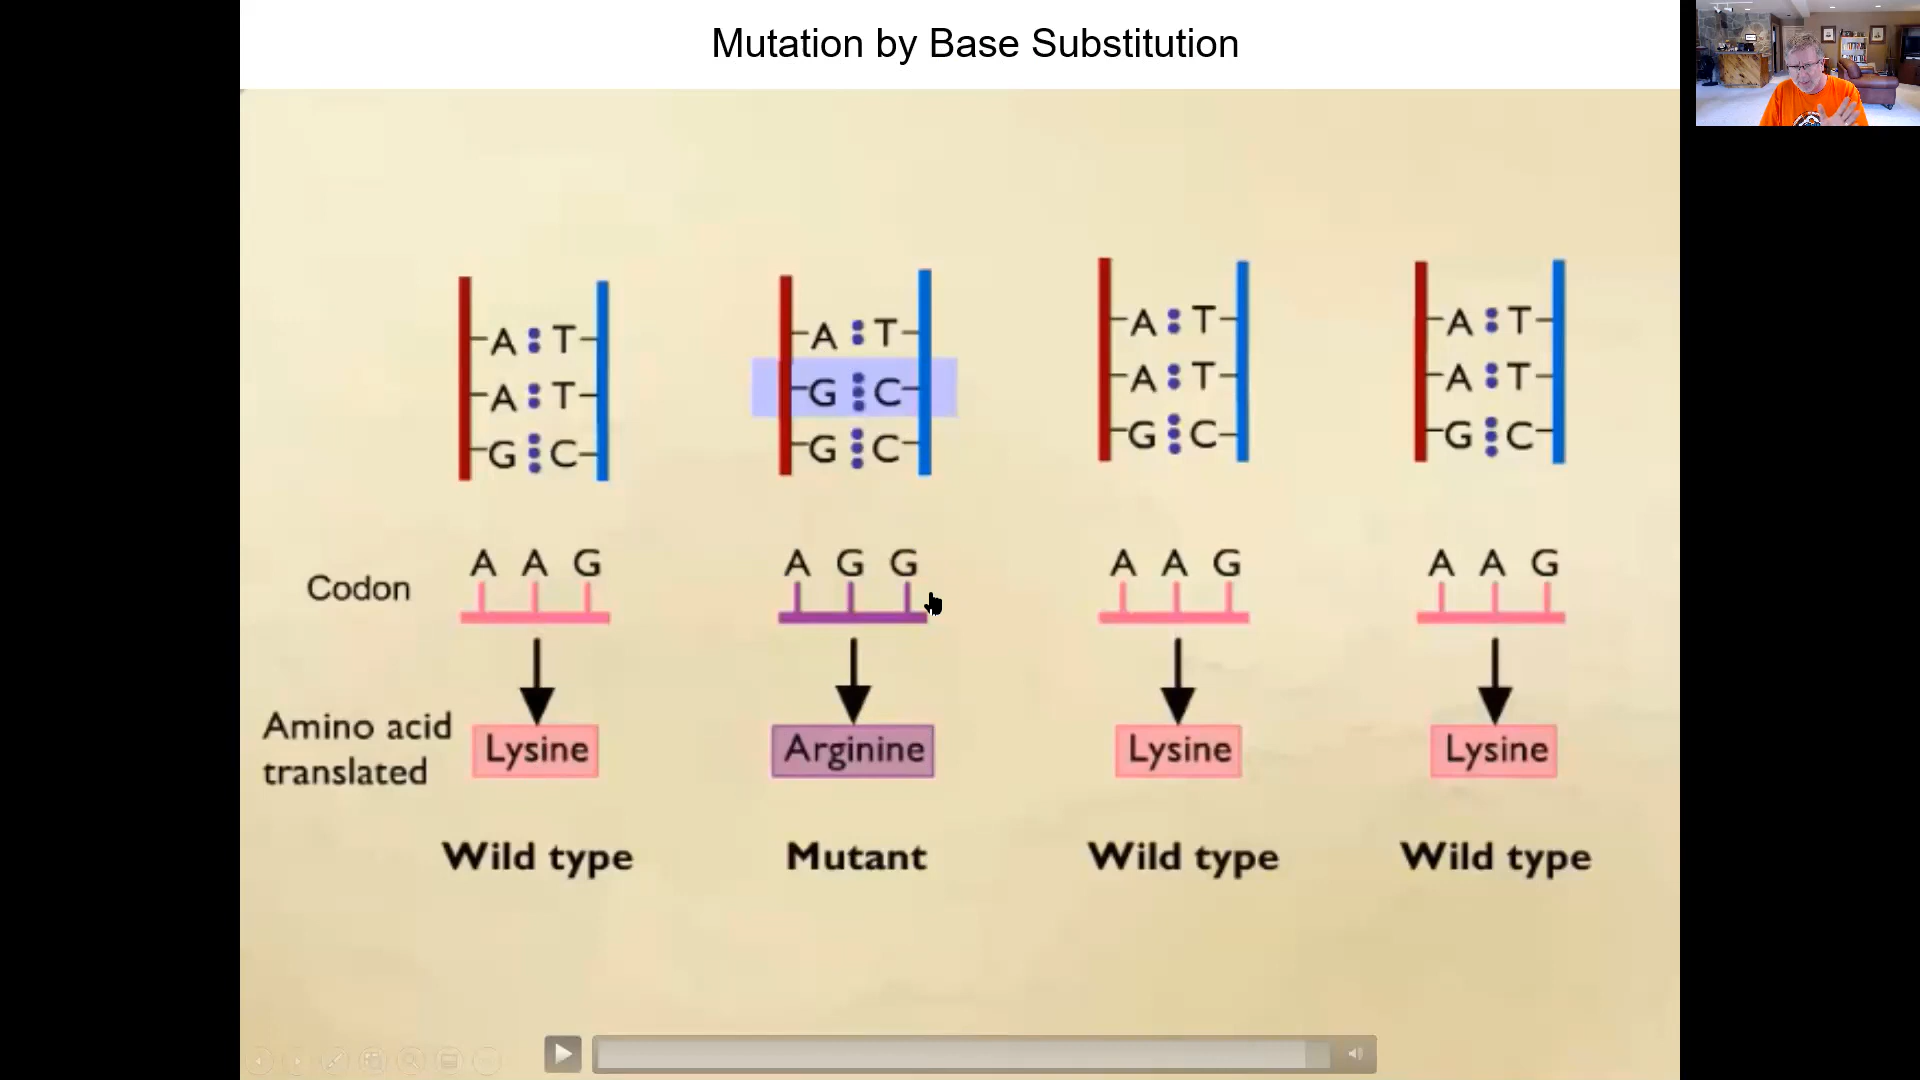 Mutation by Base Substitution
A T A T A T A T
A T G C A T A T
G C G C G C G C
Codon A A G A G G A A G A A G
Amino acid translated
Lysine Arginine Lysine Lysine
Wild type Mutant Wild type Wild type